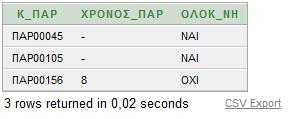 Κ_ΠΑΡ ΧΡΟΝΟΣ_ΠΑΡ ΟΛΟΚ_ΝΗ
ΠΑΡ00045 - ΝΑΙ
ΠΑΡ00105 - ΝΑΙ
ΠΑΡ00156 8 ΟΧΙ
3 rows returned in 0,02 seconds CSV Export